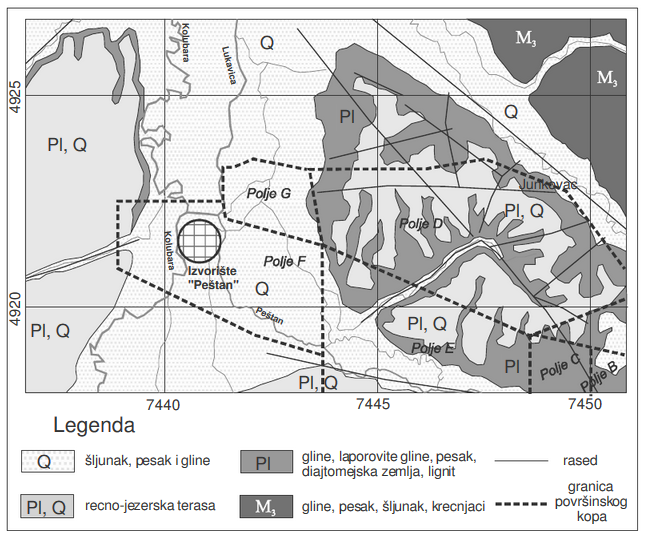 Kolubara
Lukavica
Q
M3
M3
4925
Q
Pl
Pl, Q
Junkovac
Polje G
Pl, Q
Polje D
Kolubara
Polje F
Izvorište
"Peštan"
Q
4920
Peštan
Pl, Q
Pl, Q
Polje E
Pl
Polje C
Polje B
Pl, Q
7440
7445
7450
Legenda
Q
šljunak, pesak i gline
Pl
gline, laporovite gline, pesak,
diajtomejska zemlja, lignit
rased
Pl, Q
recno-jezerska terasa
M3
gline, pesak, šljunak, krecnjaci
granica
površinskog
kopa